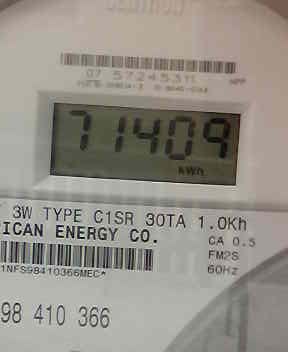 07 57245311
71409
kWh
3W TYPE C1SR 30TA 1.0Kh
ICAN ENERGY CO.
CA 0.5
FM2S
60Hz
1NFS98410366MEC*
98 410 366